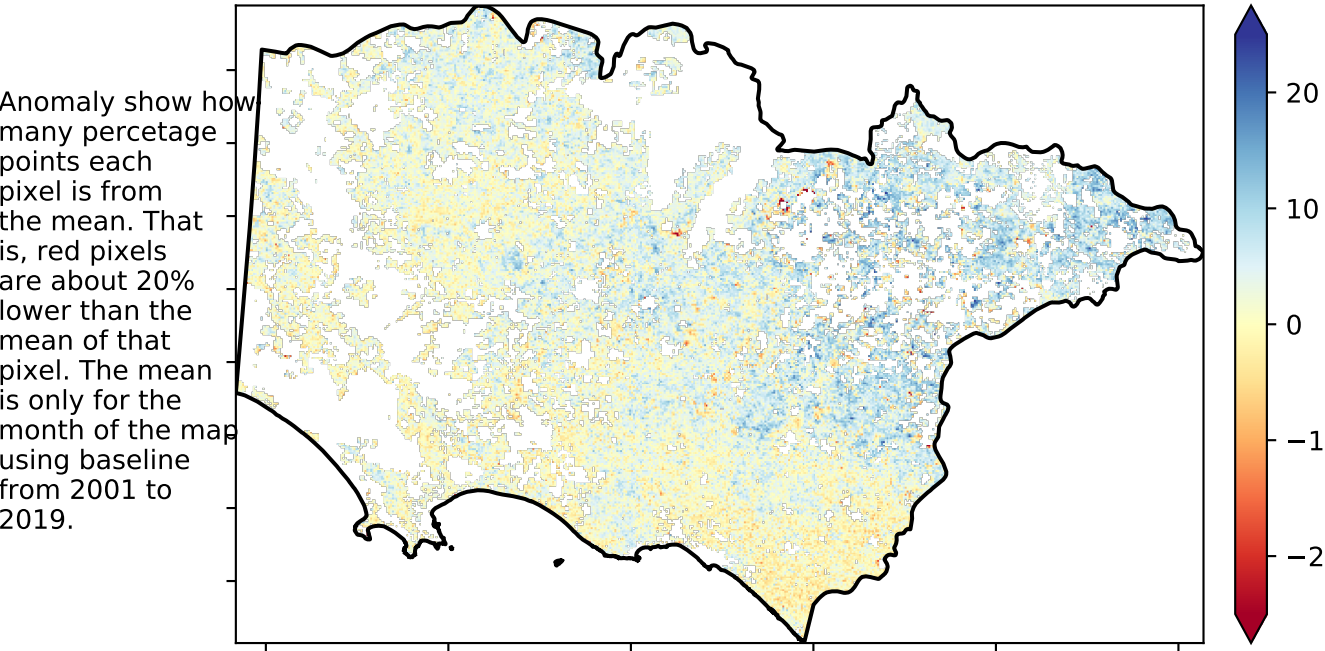 Anomaly show how
many percetage
points each
pixel is from
the mean. That
is, red pixels
are about 20%
lower than the
mean of that
pixel. The mean
is only for the
month of the map
using baseline
from 2001 to
2019.
20
10
0
−1
−2